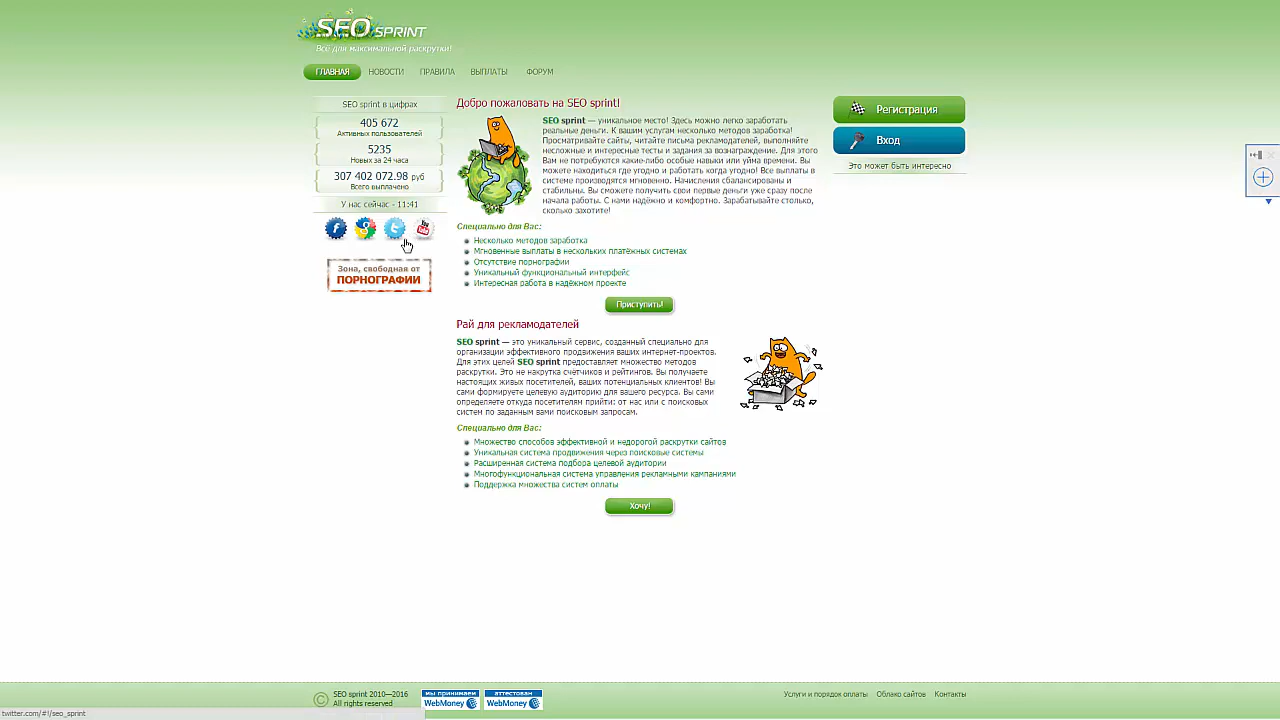 SEO SPRINT
Всё для максимальной раскрутки!
ГЛАВНАЯ НОВОСТИ ПРАВИЛА ВЫПЛАТЫ ФОРУМ
SEO sprint в цифрах
405 672
Активных пользователей
5235
Новых за 24 часа
307 402 072.98 руб
Всего выплачено
У нас сейчас - 11:41
You Tube
Зона, свободная от
ПОРНОГРАФИИ
Добро пожаловать на SEO sprint!
SEO sprint — уникальное место! Здесь можно легко заработать
реальные деньги. К вашим услугам несколько методов заработка!
Просматривайте сайты, читайте письма рекламодателей, выполняйте
несложные и интересные тесты и задания за вознаграждение. Для этого
Вам не потребуются какие-либо особые навыки или уйма времени. Вы
можете находиться где угодно и работать когда угодно! Все выплаты в
системе производятся мгновенно. Начисления сбалансированы и
стабильны. Вы сможете получить свои первые деньги уже сразу после
начала работы. С нами надёжно и комфортно. Зарабатывайте столько,
сколько захотите!
Специально для Вас:
Несколько методов заработка
Мгновенные выплаты в нескольких платёжных системах
Отсутствие порнографии
Уникальный функциональный интерфейс
Интересная работа в надёжном проекте
Приступить!
Рай для рекламодателей
SEO sprint — это уникальный сервис, созданный специально для
организации эффективного продвижения ваших интернет-проектов.
Для этих целей SEO sprint предоставляет множество методов
раскрутки. Это не накрутка счётчиков и рейтингов. Вы получаете
настоящих живых посетителей, ваших потенциальных клиентов! Вы
сами формируете целевую аудиторию для вашего ресурса. Вы сами
определяете откуда посетителям прийти: от нас или с поисковых
систем по заданным вами поисковым запросам.
Специально для Вас:
Множество способов эффективной и недорогой раскрутки сайтов
Уникальная система продвижения через поисковые системы
Расширенная система подбора целевой аудитории
Многофункциональная система управления рекламными кампаниями
Поддержка множества систем оплаты
Хочу!
Регистрация
Вход
Это может быть интересно
© SEO sprint 2010—2016
All rights reserved
мы принимаем
WebMoney
аттестован
WebMoney
Услуги и порядок оплаты Облако сайтов Контакты
twitter.com/#!/seo_sprint